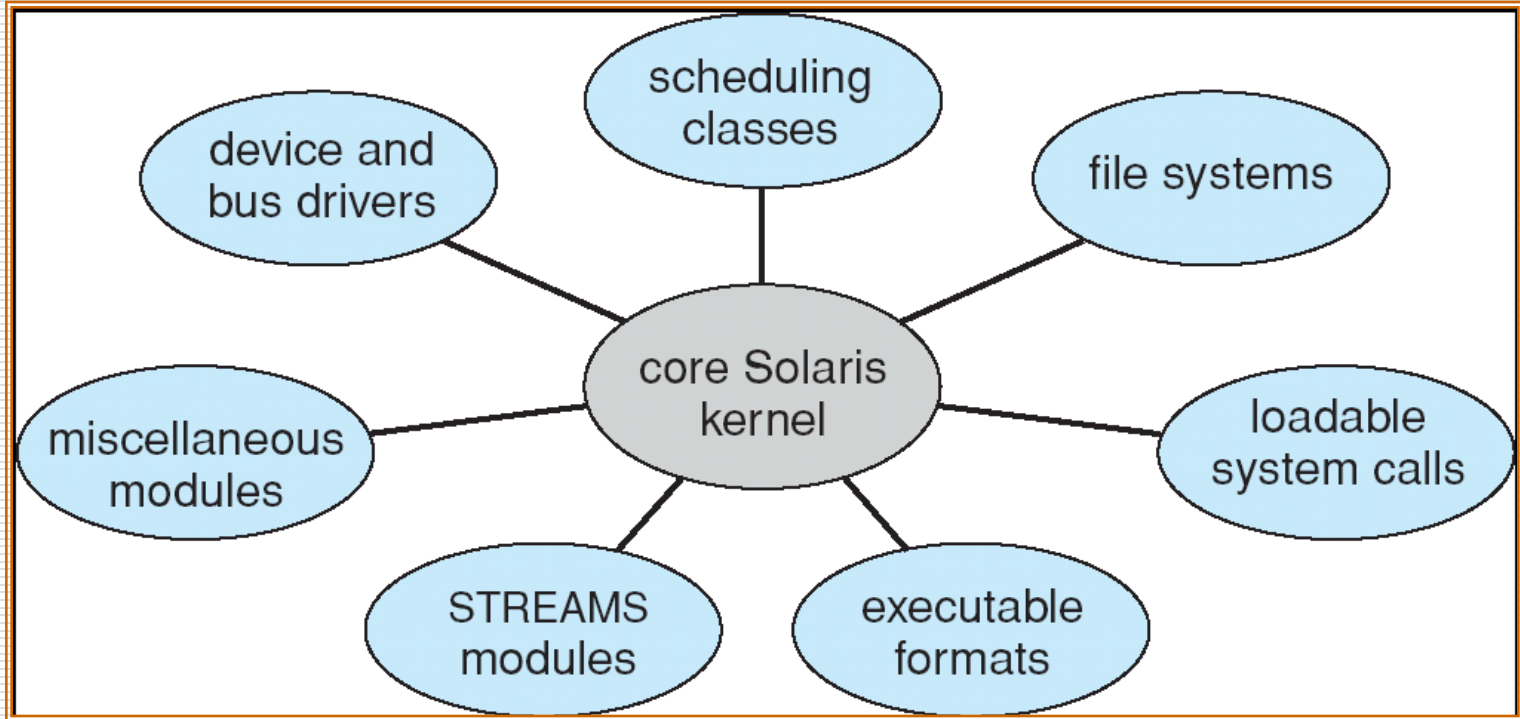 scheduling
classes
device and
bus drivers
file systems
core Solaris
kernel
miscellaneous
modules
loadable
system calls
STREAMS
modules
executable
formats